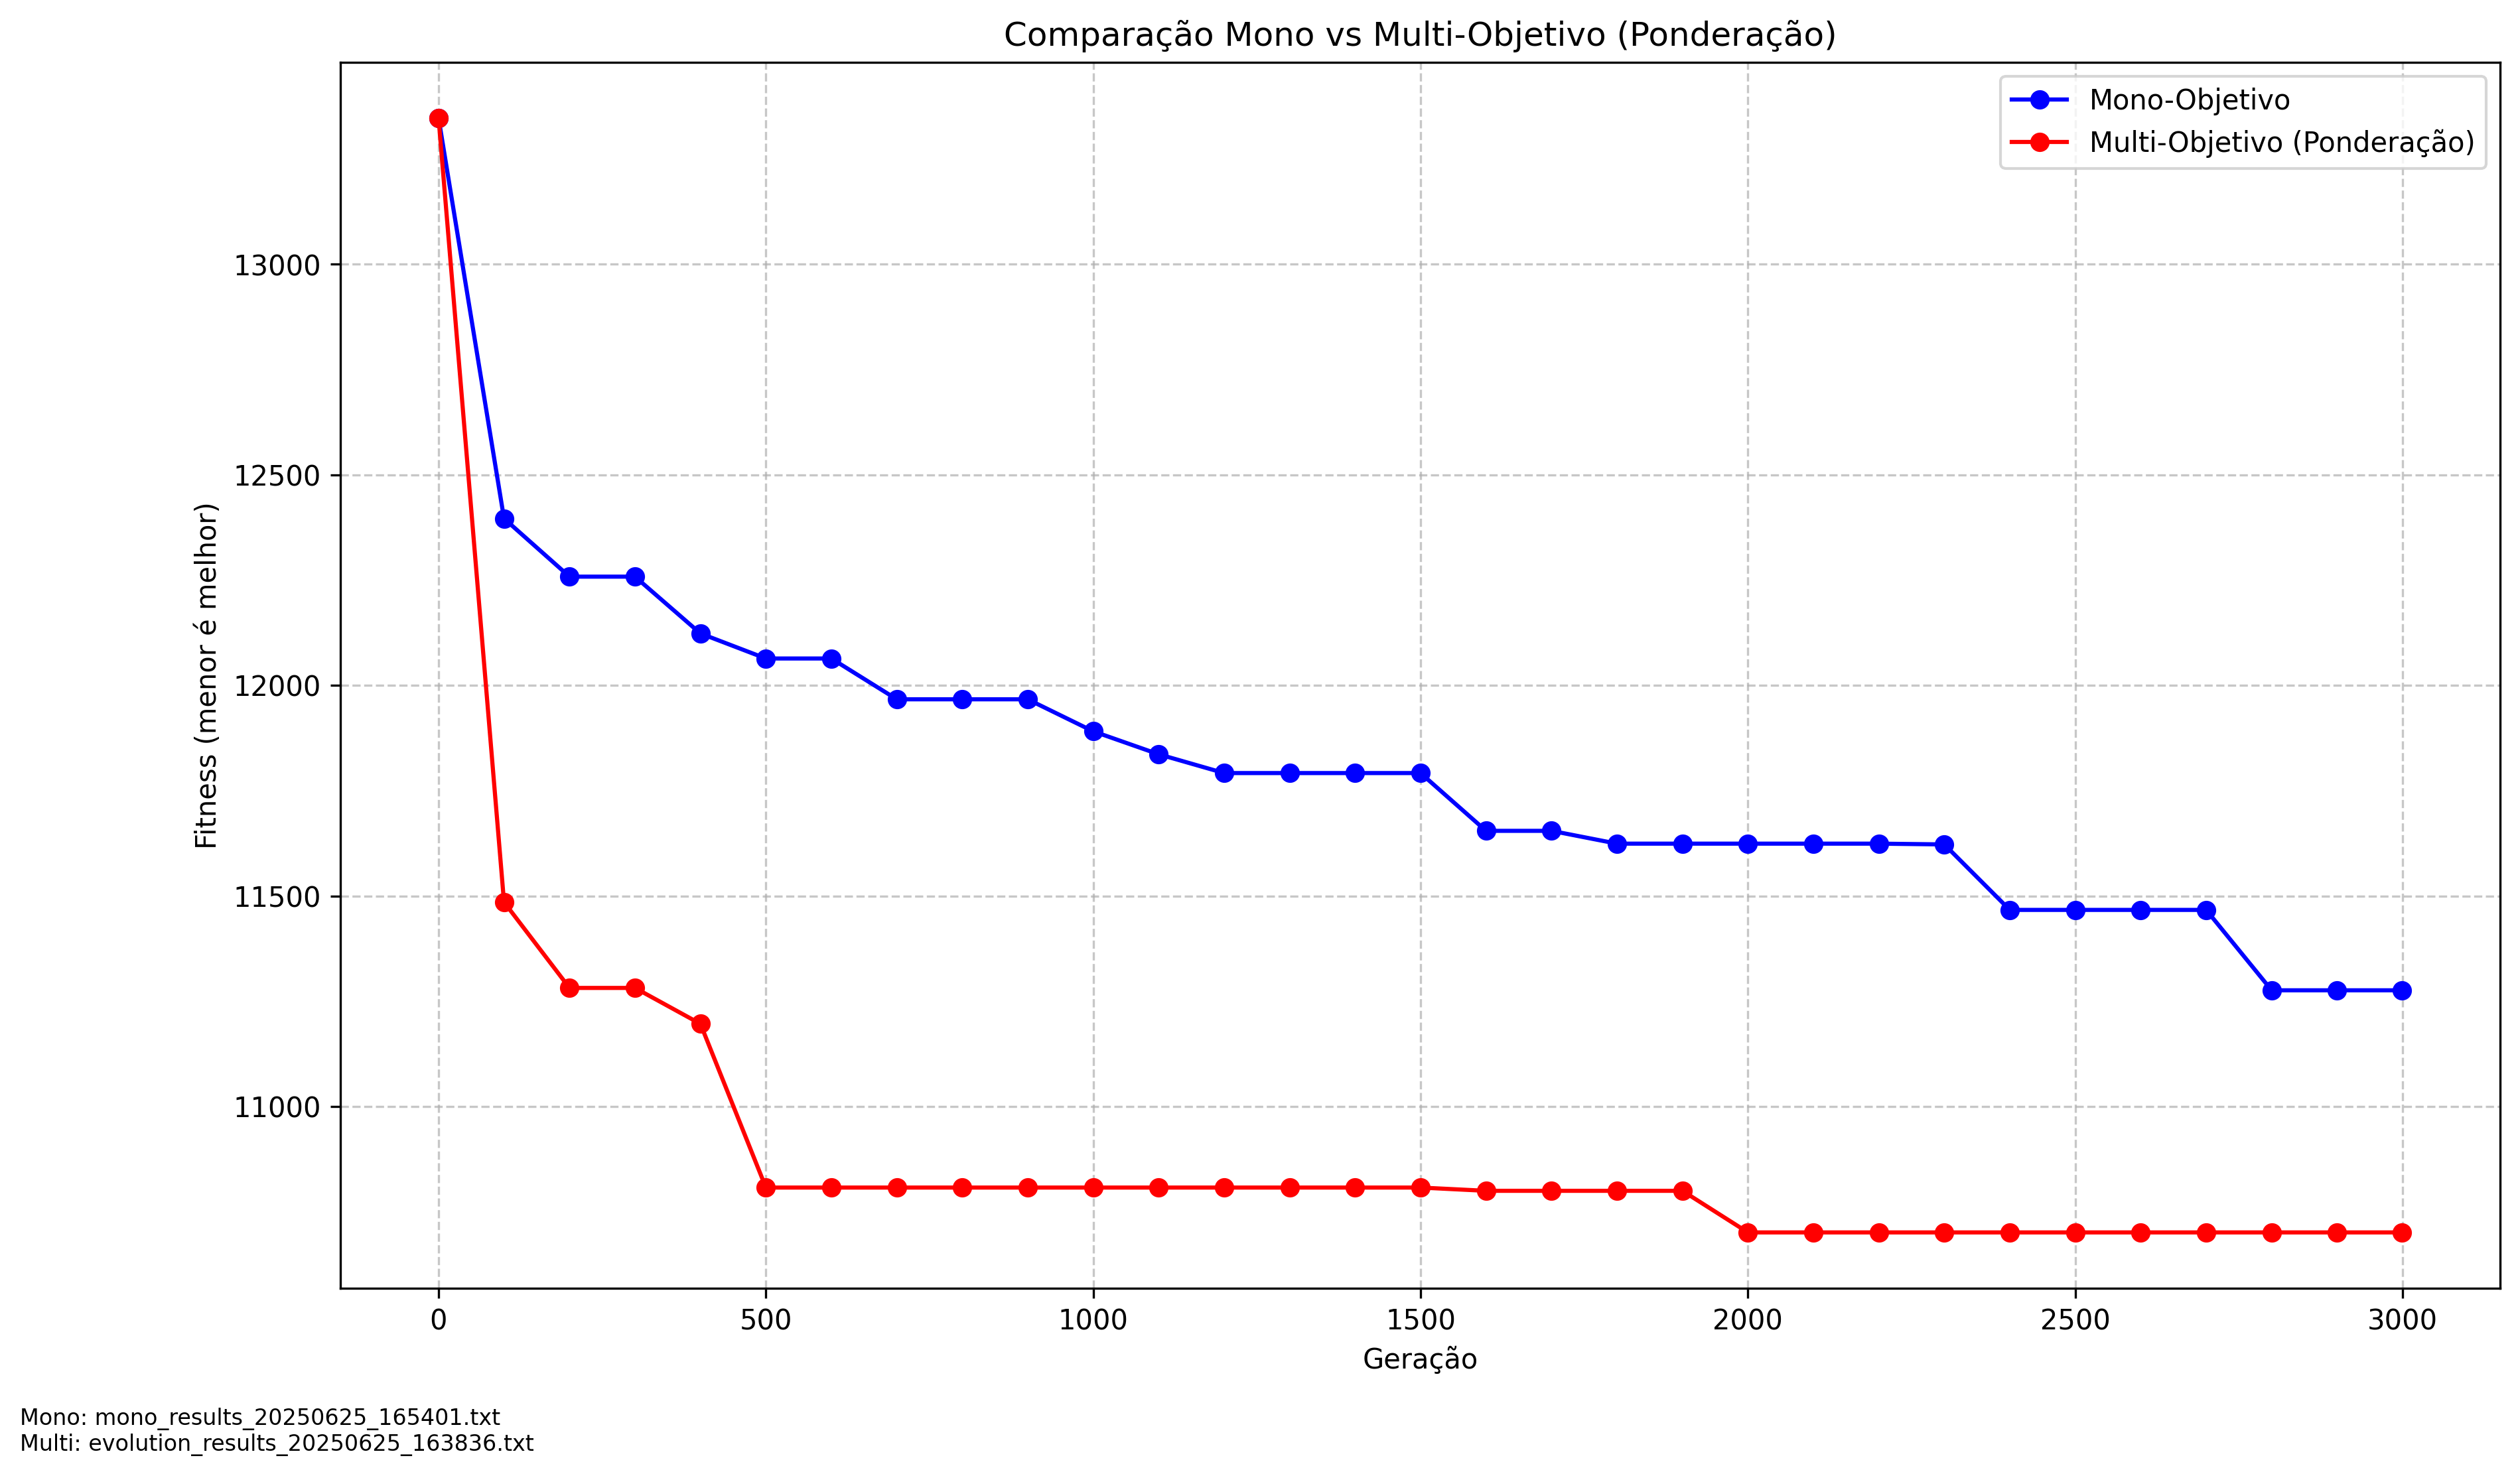 Comparação Mono vs Multi-Objetivo (Ponderação)
Mono-Objetivo
Multi-Objetivo (Ponderação)
Fitness (menor é melhor)
13000
12500
12000
11500
11000
0 500 1000 1500 2000 2500 3000
Geração
Mono: mono_results_20250625_165401.txt
Multi: evolution_results_20250625_163836.txt